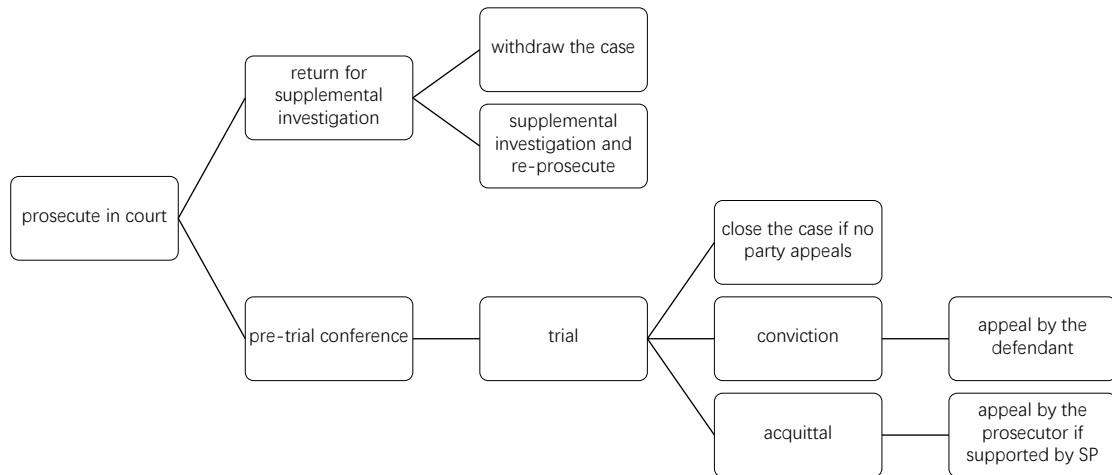 withdraw the case
return for
supplemental
investigation
supplemental
investigation and
re-prosecute
prosecute in court
close the case if no
party appeals
pre-trial conference
trial
conviction
appeal by the
defendant
acquittal
appeal by the
prosecutor if
supported by SP